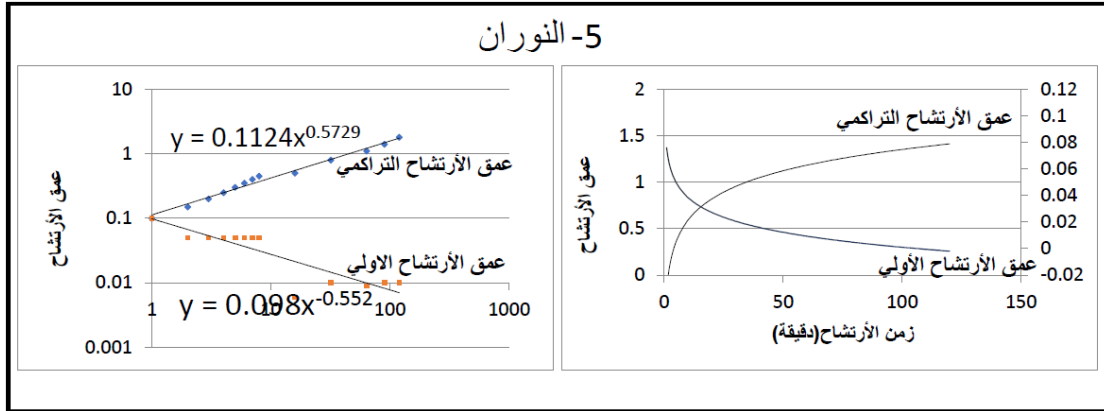 5- النوران
10
1
0.1
0.01
0.001
1
10
100
1000
y = 0.1124x^0.5729
عمق الأرتشاح التراكمي
عمق الأرتشاح الاولي
y = 0.098x^-0.552
عمق الأرتشاح
2
1.5
1
0.5
0
0.12
0.1
0.08
0.06
0.04
0.02
0
-0.02
عمق الأرتشاح التراكمي
عمق الأرتشاح الأولي
عمق الأرتشاح
0
50
100
150
زمن الأرتشاح(دقيقة)